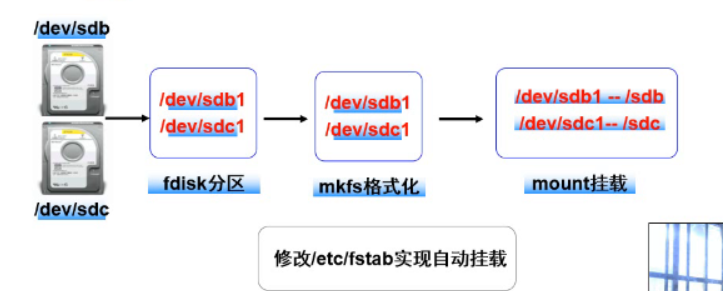 /dev/sdb
/dev/sdb1
/dev/sdc1
/dev/sdb1
/dev/sdc1
/dev/sdb1 -- /sdb
/dev/sdc1-- /sdc
fdisk分区
mkfs格式化
mount挂载
/dev/sdc
修改/etc/fstab实现自动挂载